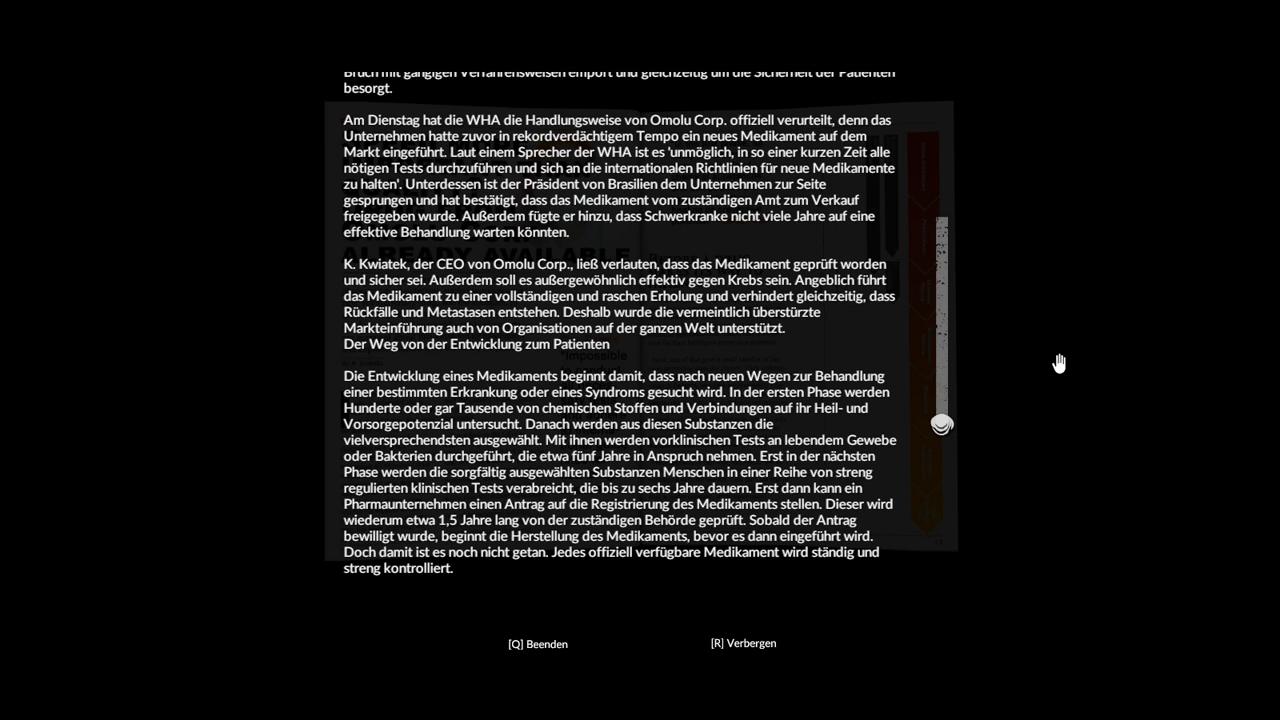 Bruch mit gängigen Verfahrensweisen empört und gleichzeitig um die Sicherheit der Patienten
besorgt.
Am Dienstag hat die WHA die Handlungsweise von Omolu Corp. offiziell verurteilt, denn das
Unternehmen hatte zuvor in rekordverdächtigem Tempo ein neues Medikament auf dem
Markt eingeführt. Laut einem Sprecher der WHA ist es 'unmöglich, in so einer kurzen Zeit alle
nötigen Tests durchzuführen und sich an die internationalen Richtlinien für neue Medikamente
zu halten'. Unterdessen ist der Präsident von Brasilien dem Unternehmen zur Seite
gesprungen und hat bestätigt, dass das Medikament vom zuständigen Amt zum Verkauf
freigegeben wurde. Außerdem fügte er hinzu, dass Schwerkranke nicht viele Jahre auf eine
effektive Behandlung warten könnten.
K. Kwiatek, der CEO von Omolu Corp., ließ verlauten, dass das Medikament geprüft worden
und sicher sei. Außerdem soll es außergewöhnlich effektiv gegen Krebs sein. Angeblich führt
das Medikament zu einer vollständigen und raschen Erholung und verhindert gleichzeitig, dass
Rückfälle und Metastasen entstehen. Deshalb wurde die vermeintlich überstürzte
Markteinführung auch von Organisationen auf der ganzen Welt unterstützt.
Der Weg von der Entwicklung zum Patienten
Die Entwicklung eines Medikaments beginnt damit, dass nach neuen Wegen zur Behandlung
einer bestimmten Erkrankung oder eines Syndroms gesucht wird. In der ersten Phase werden
Hunderte oder gar Tausende von chemischen Stoffen und Verbindungen auf ihr Heil- und
Vorsorgepotenzial untersucht. Danach werden aus diesen Substanzen die
vielversprechendsten ausgewählt. Mit ihnen werden vorklinischen Tests an lebendem Gewebe
oder Bakterien durchgeführt, die etwa fünf Jahre in Anspruch nehmen. Erst in der nächsten
Phase werden die sorgfältig ausgewählten Substanzen Menschen in einer Reihe von streng
regulierten klinischen Tests verabreicht, die bis zu sechs Jahre dauern. Erst dann kann ein
Pharmaunternehmen einen Antrag auf die Registrierung des Medikaments stellen. Dieser wird
wiederum etwa 1,5 Jahre lang von der zuständigen Behörde geprüft. Sobald der Antrag
bewilligt wurde, beginnt die Herstellung des Medikaments, bevor es dann eingeführt wird.
Doch damit ist es noch nicht getan. Jedes offiziell verfügbare Medikament wird ständig und
streng kontrolliert.
ALREADY AVAILABLE
"Impossible
[Q] Beenden
[R] Verbergen